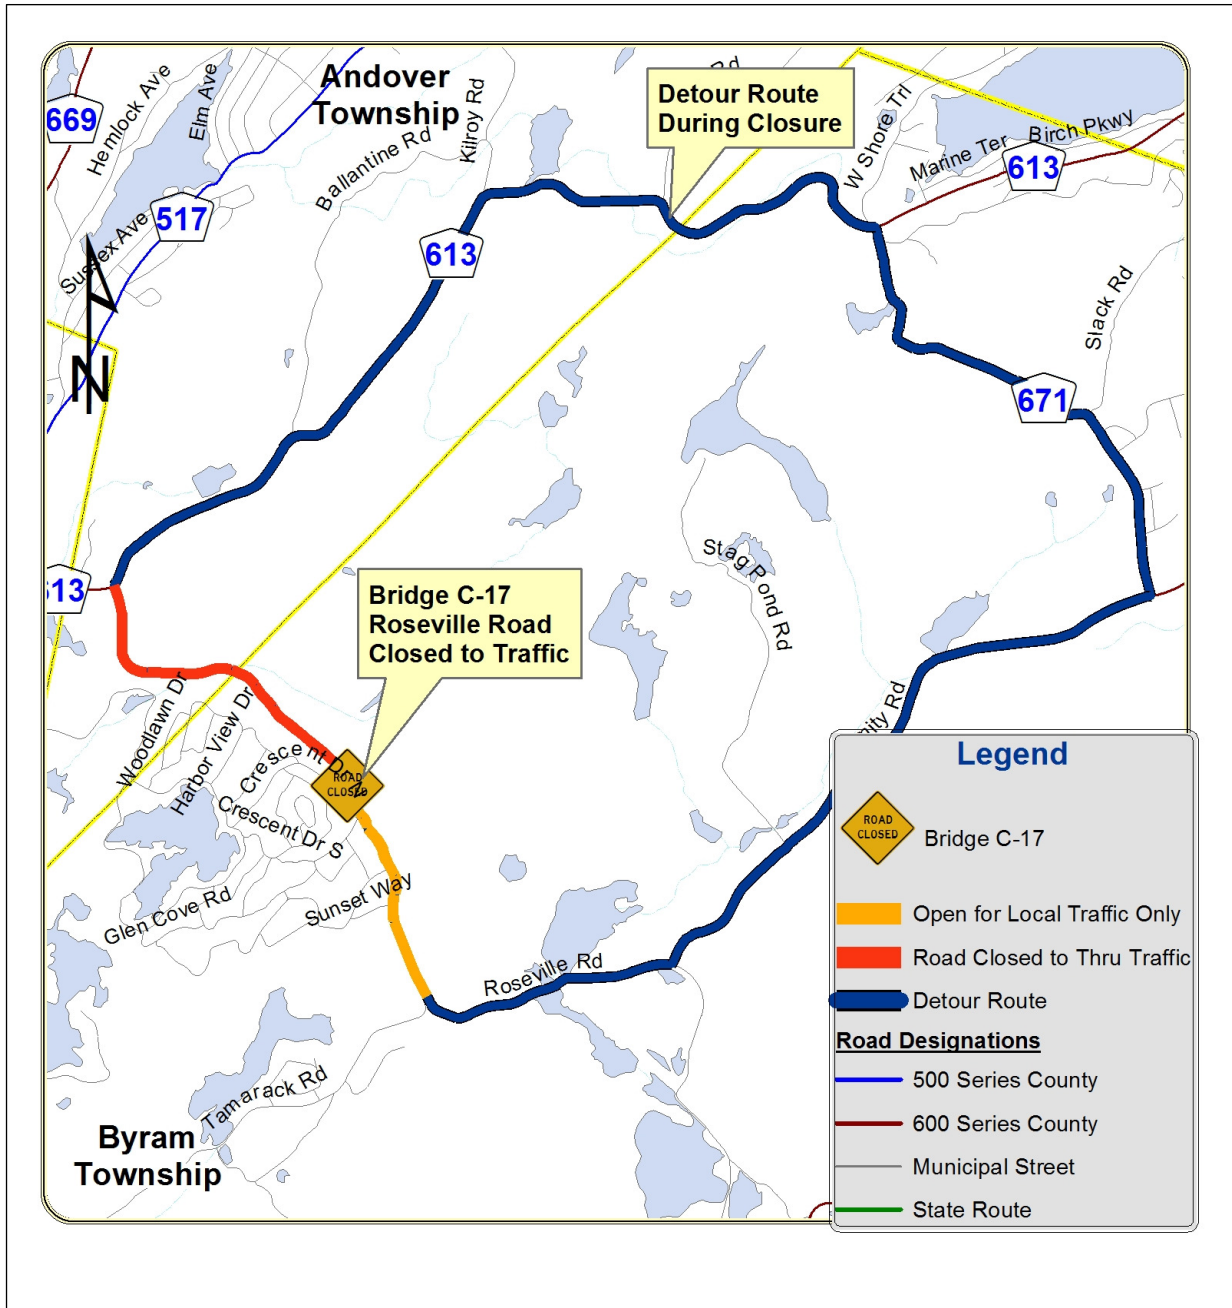 Andover
Township
Detour Route
During Closure
669
Hemlock Ave
Elm Ave
Ballantine Rd
Kilroy Rd
Rd
W Shore Trl
Marine Ter
Birch Pkwy
613
517
Sussex Ave
613
N
Slack Rd
671
Stag Pond Rd
13
Bridge C-17
Roseville Road
Closed to Traffic
Woodlawn Dr
Harbor View Dr
Crescent Dr N
ROAD
CLOSED
Crescent Dr S
Glen Cove Rd
Sunset Way
Roseville Rd
nity Rd
Tamarack Rd
Byram
Township
Legend
ROAD
CLOSED
Bridge C-17
Open for Local Traffic Only
Road Closed to Thru Traffic
Detour Route
Road Designations
500 Series County
600 Series County
Municipal Street
State Route